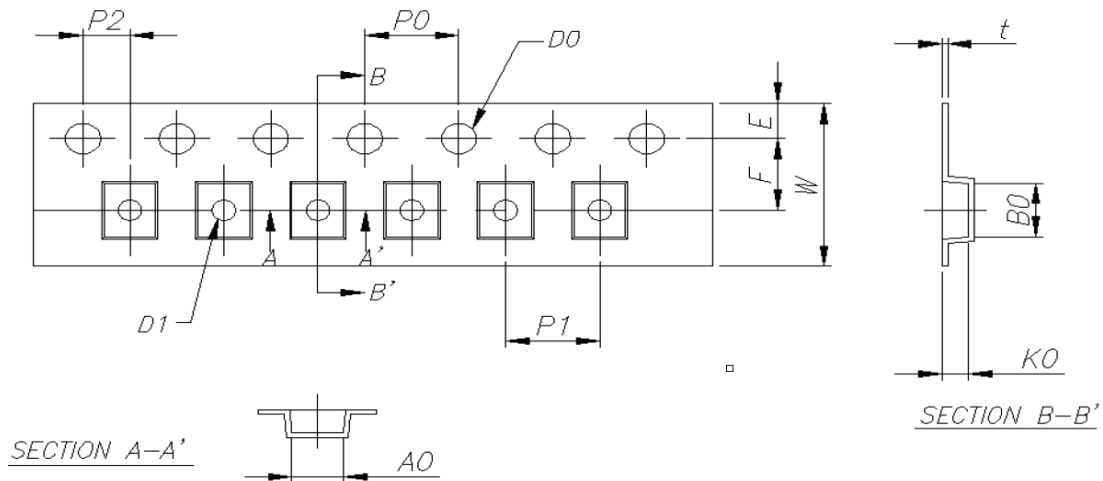 P2
P0
D0
t
B
E
F
W
B0
A
A'
B'
D1
P1
K0
SECTION B-B'
SECTION A-A'
A0